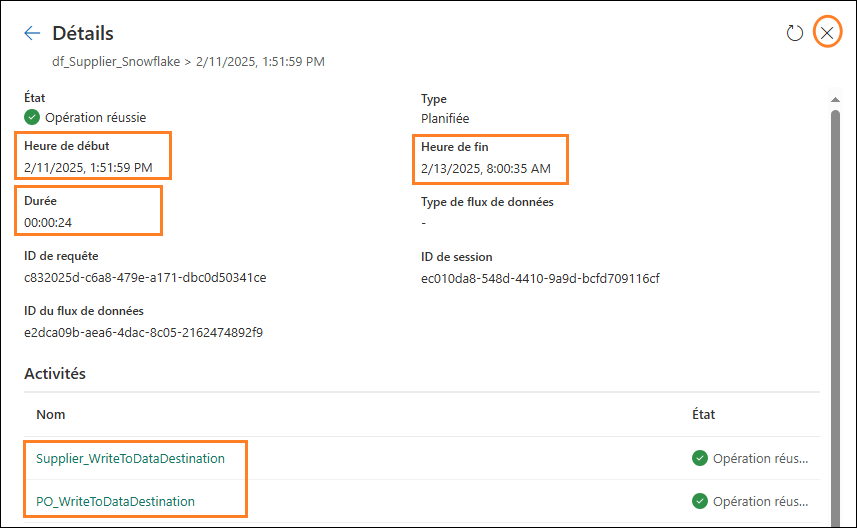 Détails
df_Supplier_Snowflake > 2/11/2025, 1:51:59 PM
État
Opération réussie
Type
Planifiée
Heure de début
2/11/2025, 1:51:59 PM
Heure de fin
2/13/2025, 8:00:35 AM
Durée
00:00:24
Type de flux de données
-
ID de requête
c832025d-c6a8-479e-a171-dbc0d50341ce
ID de session
ec010da8-548d-4410-9a9d-bcfd709116cf
ID du flux de données
e2dca09b-aea6-4dac-8c05-2162474892f9
Activités
Nom État
Supplier_WriteToDataDestination Opération réus...
PO_WriteToDataDestination Opération réus...